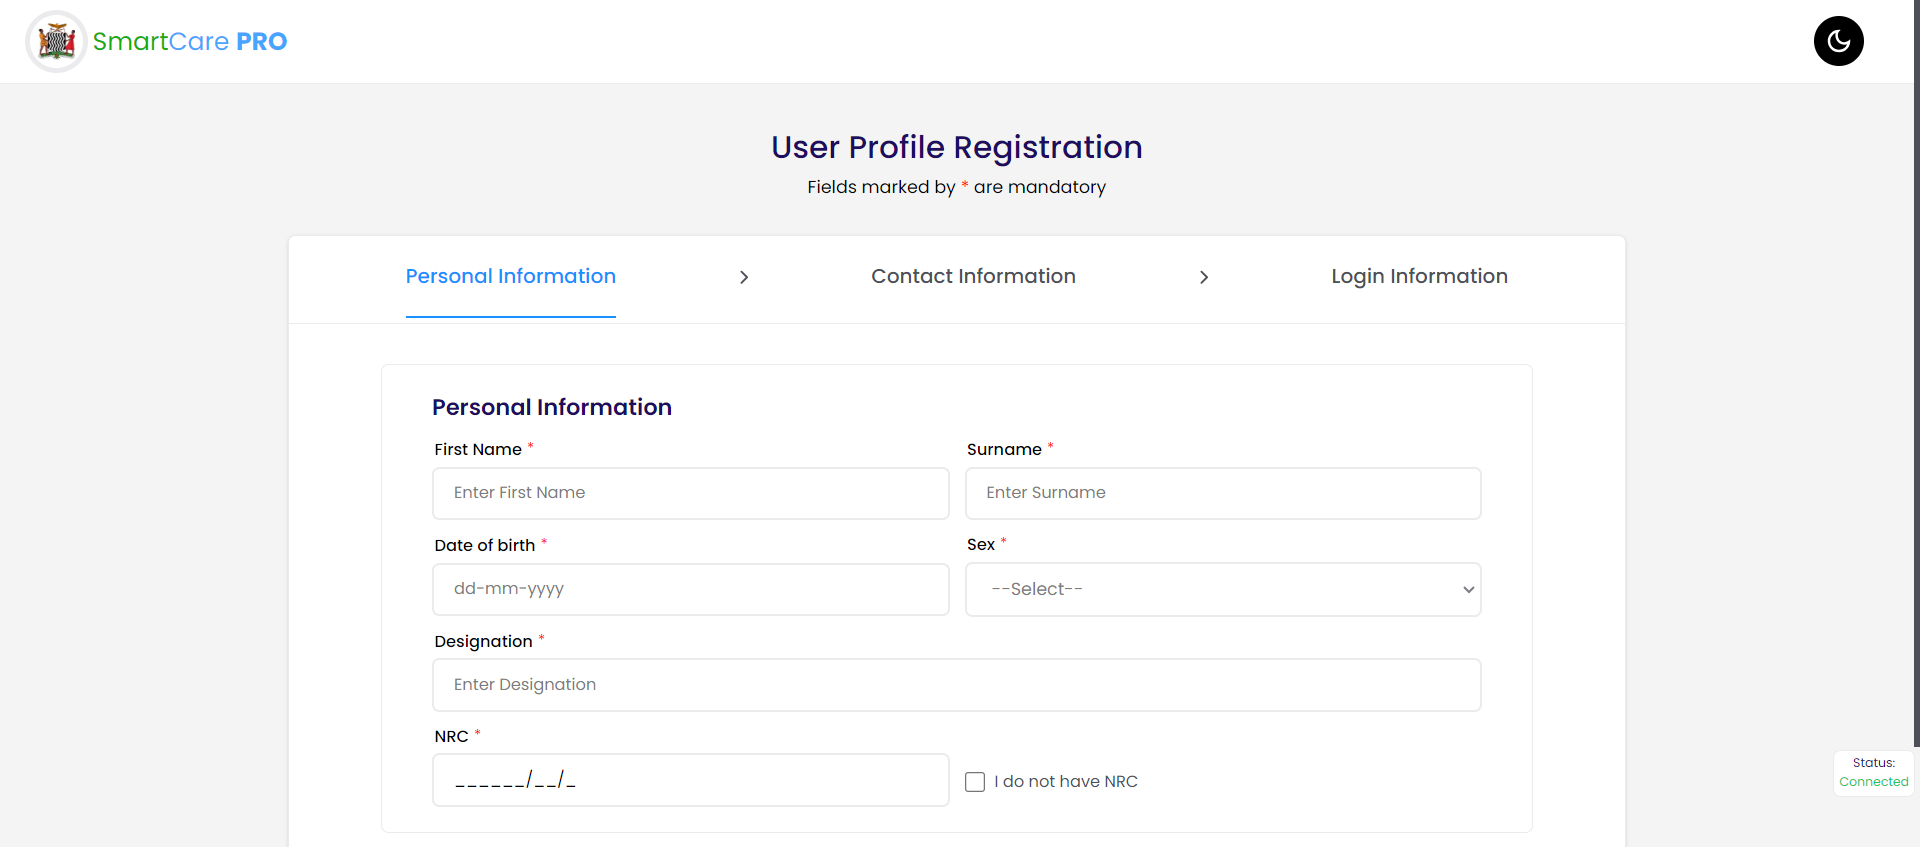 SmartCare PRO
User Profile Registration
Fields marked by * are mandatory
Personal Information > Contact Information > Login Information
Personal Information
First Name * Surname *
Enter First Name Enter Surname
Date of birth * Sex *
dd-mm-yyyy --Select--
Designation *
Enter Designation
NRC *
______/__/_ I do not have NRC
Status:
Connected